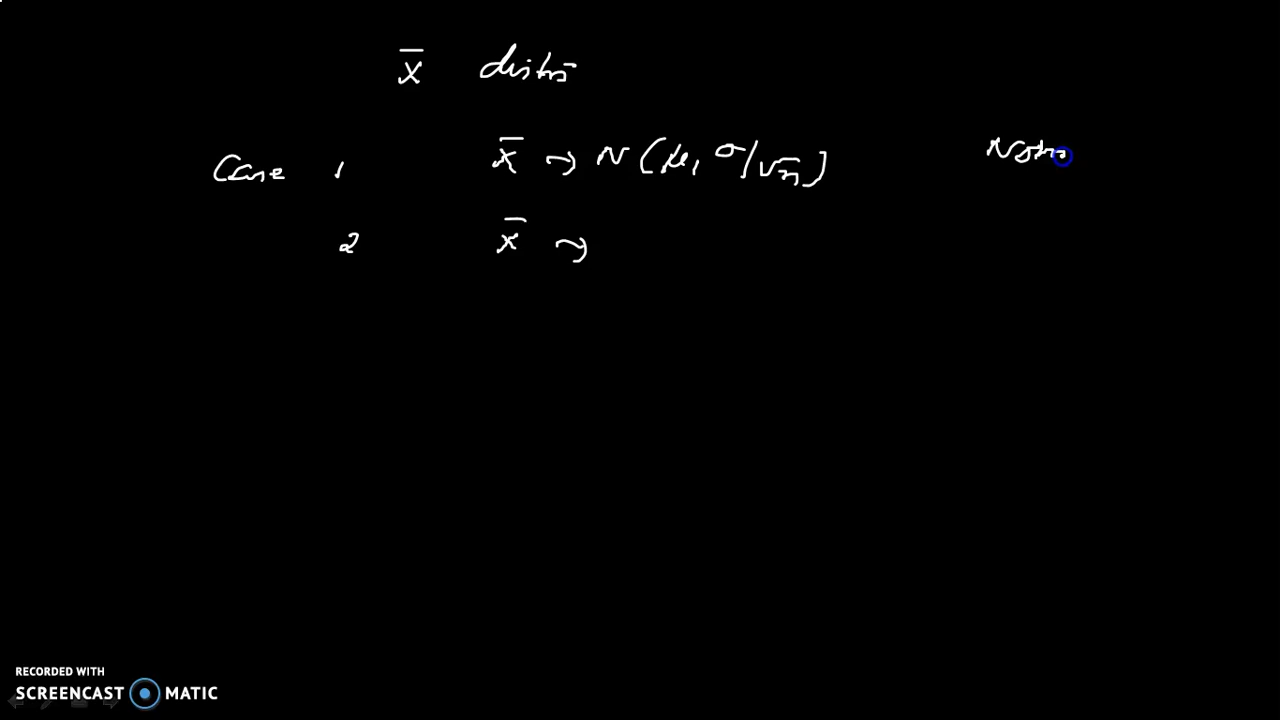 x̄ distn
Case 1 x̄ → N (μ, σ/√n)
2 x̄ →
RECORDED WITH
SCREENCAST MATIC